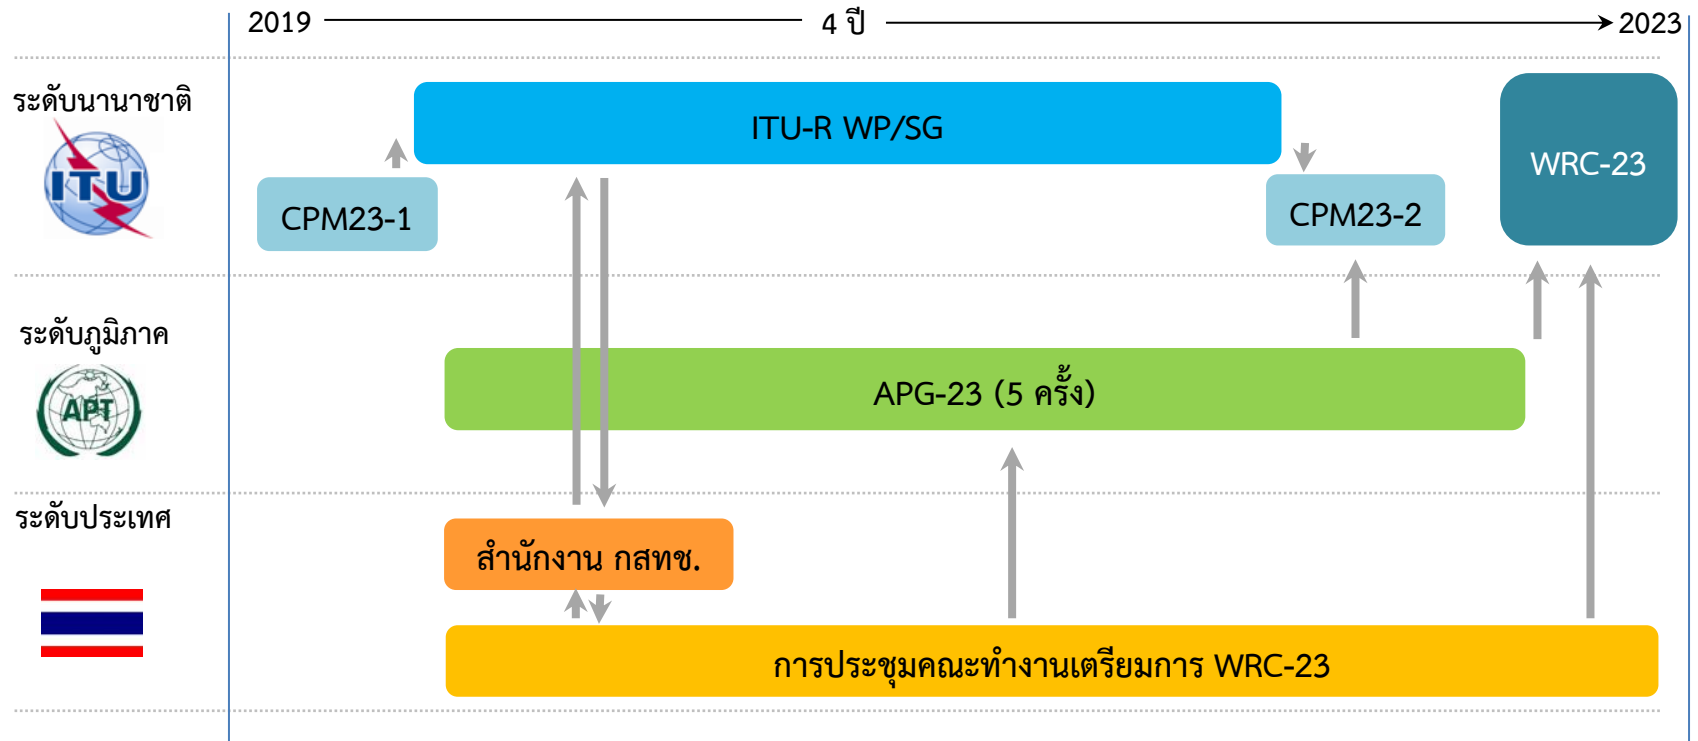 2019
4 ปี
2023
ระดับนานาชาติ
ITU
ITU-R WP/SG
WRC-23
CPM23-1
CPM23-2
ระดับภูมิภาค
APT
APG-23 (5 ครั้ง)
ระดับประเทศ
สำนักงาน กสทช.
การประชุมคณะทำงานเตรียมการ WRC-23